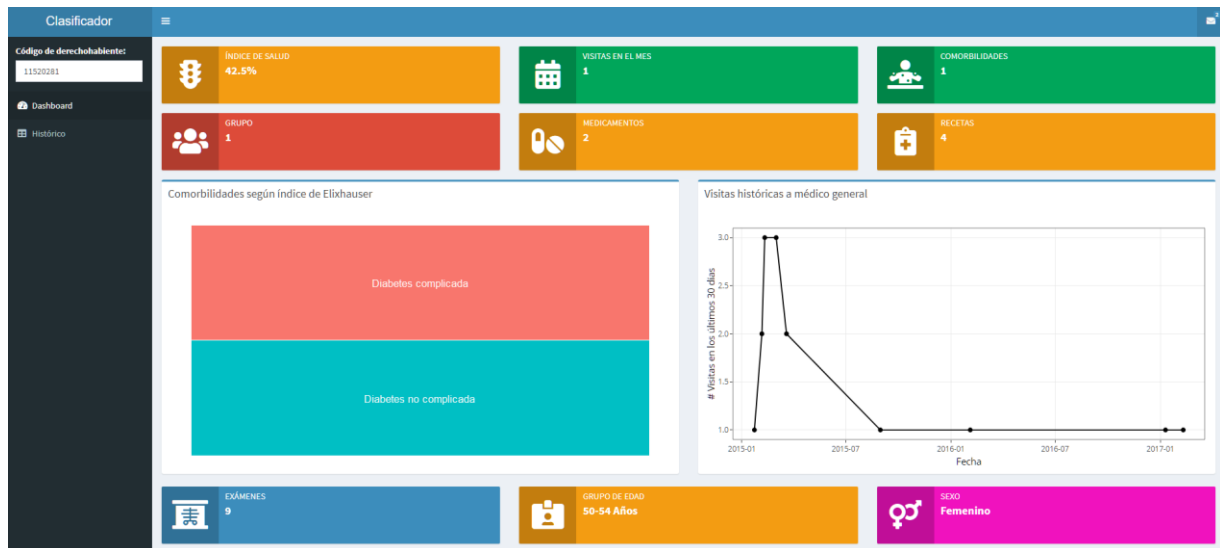 Clasificador
Código de derechohabiente:
11520281
Dashboard
Histórico
ÍNDICE DE SALUD
42.5%
VISITAS EN EL MES
1
COMORBILIDADES
1
GRUPO
1
MEDICAMENTOS
2
RECETAS
4
Comorbilidades según índice de Elixhauser
Diabetes complicada
Diabetes no complicada
Visitas históricas a médico general
# Visitas en los últimos 30 días
3.0
2.5
2.0
1.5
1.0
2015-01
2015-07
2016-01
2016-07
2017-01
Fecha
EXÁMENES
9
GRUPO DE EDAD
50-54 Años
SEXO
Femenino